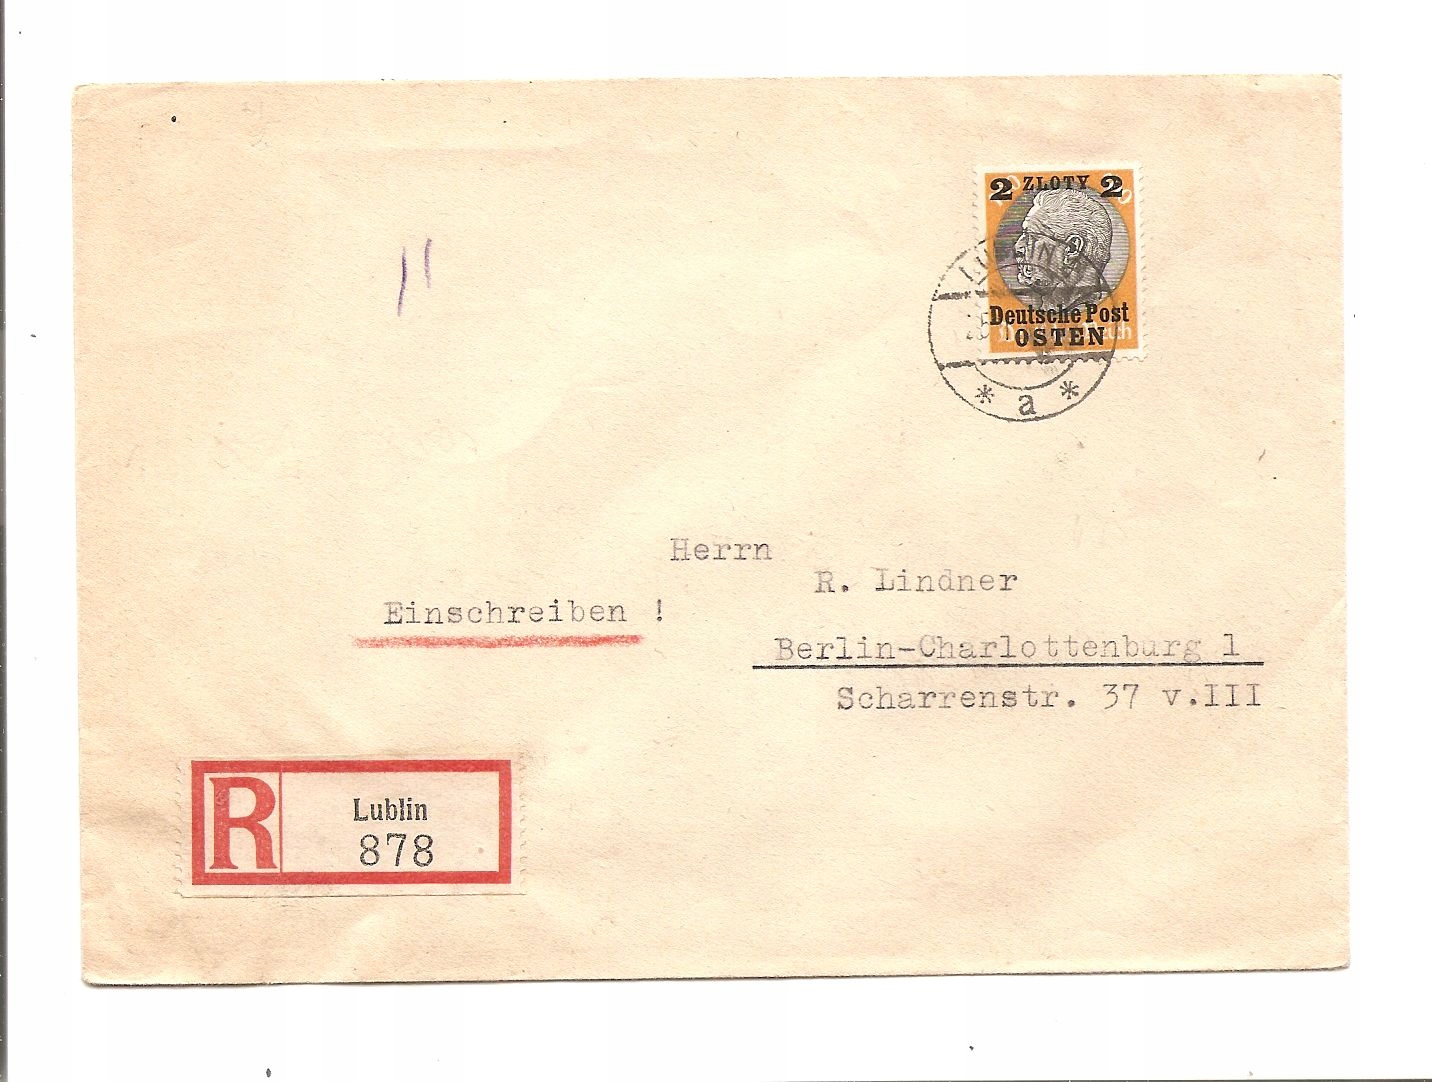 2 ZLOTY 2
Deutsche Post
OSTEN
* a *
Herrn
R. Lindner
Einschreiben !
Berlin-Charlottenburg 1
Scharrenstr. 37 v.III
R
Lublin
878